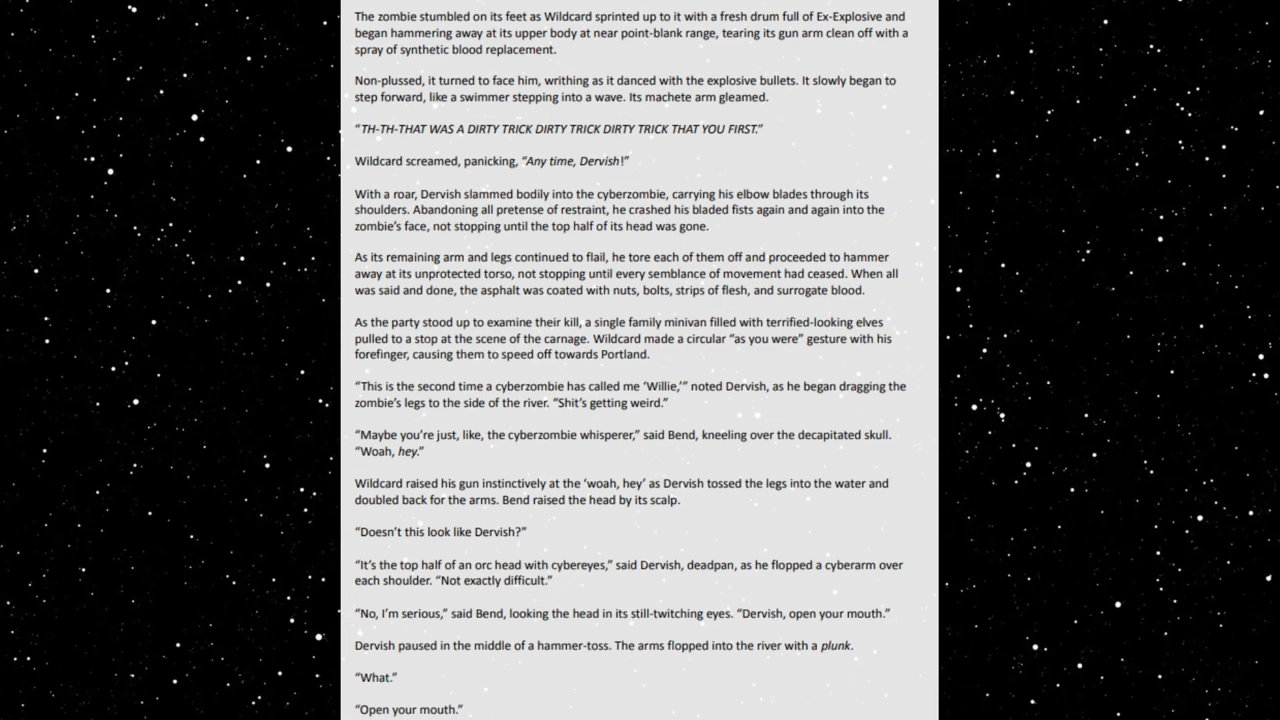 The zombie stumbled on its feet as Wildcard sprinted up to it with a fresh drum full of Ex-Explosive and
began hammering away at its upper body at near point-blank range, tearing its gun arm clean off with a
spray of synthetic blood replacement.
Non-plussed, it turned to face him, writhing as it danced with the explosive bullets. It slowly began to
step forward, like a swimmer stepping into a wave. Its machete arm gleamed.
“TH-TH-THAT WAS A DIRTY TRICK DIRTY TRICK DIRTY TRICK THAT YOU FIRST.”
Wildcard screamed, panicking, “Any time, Dervish!”
With a roar, Dervish slammed bodily into the cyberzombie, carrying his elbow blades through its
shoulders. Abandoning all pretense of restraint, he crashed his bladed fists again and again into the
zombie’s face, not stopping until the top half of its head was gone.
As its remaining arm and legs continued to flail, he tore each of them off and proceeded to hammer
away at its unprotected torso, not stopping until every semblance of movement had ceased. When all
was said and done, the asphalt was coated with nuts, bolts, strips of flesh, and surrogate blood.
As the party stood up to examine their kill, a single family minivan filled with terrified-looking elves
pulled to a stop at the scene of the carnage. Wildcard made a circular “as you were” gesture with his
forefinger, causing them to speed off towards Portland.
“This is the second time a cyberzombie has called me ‘Willie,’” noted Dervish, as he began dragging the
zombie’s legs to the side of the river. “Shit’s getting weird.”
“Maybe you’re just, like, the cyberzombie whisperer,” said Bend, kneeling over the decapitated skull.
“Woah, hey.”
Wildcard raised his gun instinctively at the ‘woah, hey’ as Dervish tossed the legs into the water and
doubled back for the arms. Bend raised the head by its scalp.
“Doesn’t this look like Dervish?”
“It’s the top half of an orc head with cybereyes,” said Dervish, deadpan, as he flopped a cyberarm over
each shoulder. “Not exactly difficult.”
“No, I’m serious,” said Bend, looking the head in its still-twitching eyes. “Dervish, open your mouth.”
Dervish paused in the middle of a hammer-toss. The arms flopped into the river with a plunk.
“What.”
“Open your mouth.”